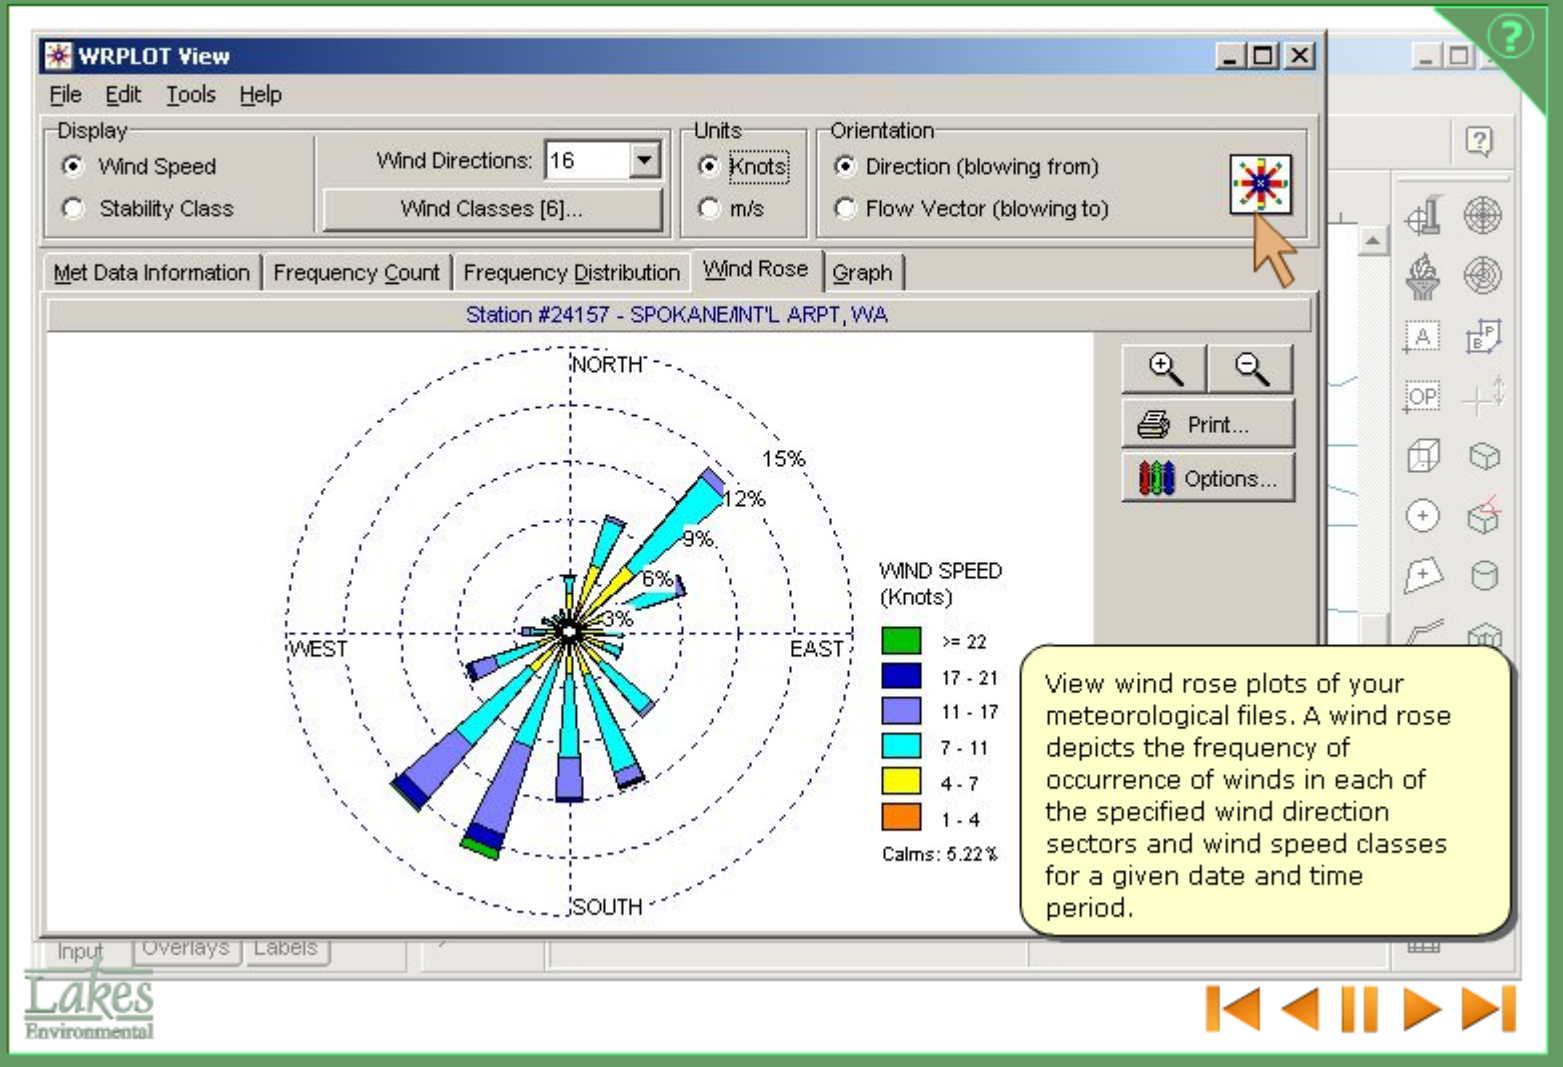 WRPLOT View
File Edit Tools Help
Display
Units
Orientation
Wind Speed
Wind Directions: 16
Knots
Direction (blowing from)
Stability Class
Wind Classes [6]...
m/s
Flow Vector (blowing to)
Met Data Information
Frequency Count
Frequency Distribution
Wind Rose
Graph
Station #24157 - SPOKANE/INT'L ARPT, WA
NORTH
15%
12%
9%
6%
3%
WEST
EAST
SOUTH
Print...
Options...
WIND SPEED
(Knots)
>= 22
17 - 21
11 - 17
7 - 11
4 - 7
1 - 4
Calms: 5.22%
A
P
B
OP
?
?
View wind rose plots of your
meteorological files. A wind rose
depicts the frequency of
occurrence of winds in each of
the specified wind direction
sectors and wind speed classes
for a given date and time
period.
Input Overlays Labels
Lakes
Environmental